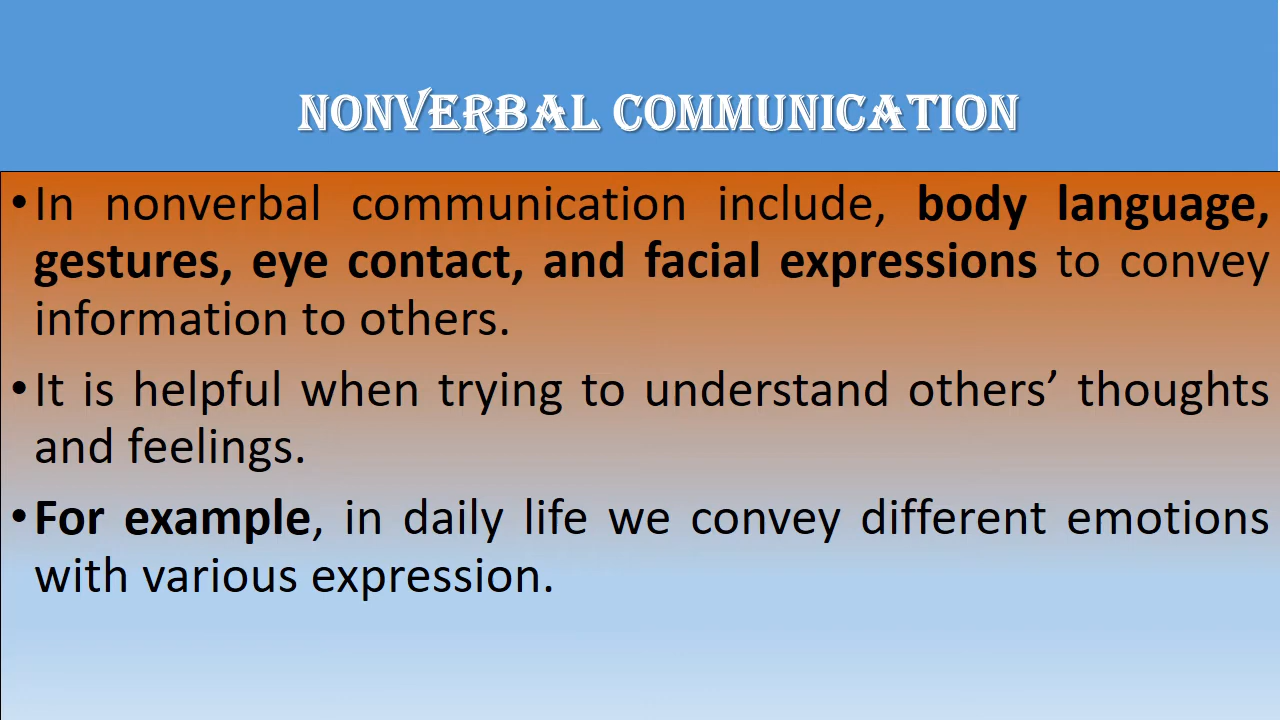 NONVERBAL COMMUNICATION
•In nonverbal communication include, body language,
gestures, eye contact, and facial expressions to convey
information to others.
•It is helpful when trying to understand others’ thoughts
and feelings.
•For example, in daily life we convey different emotions
with various expression.